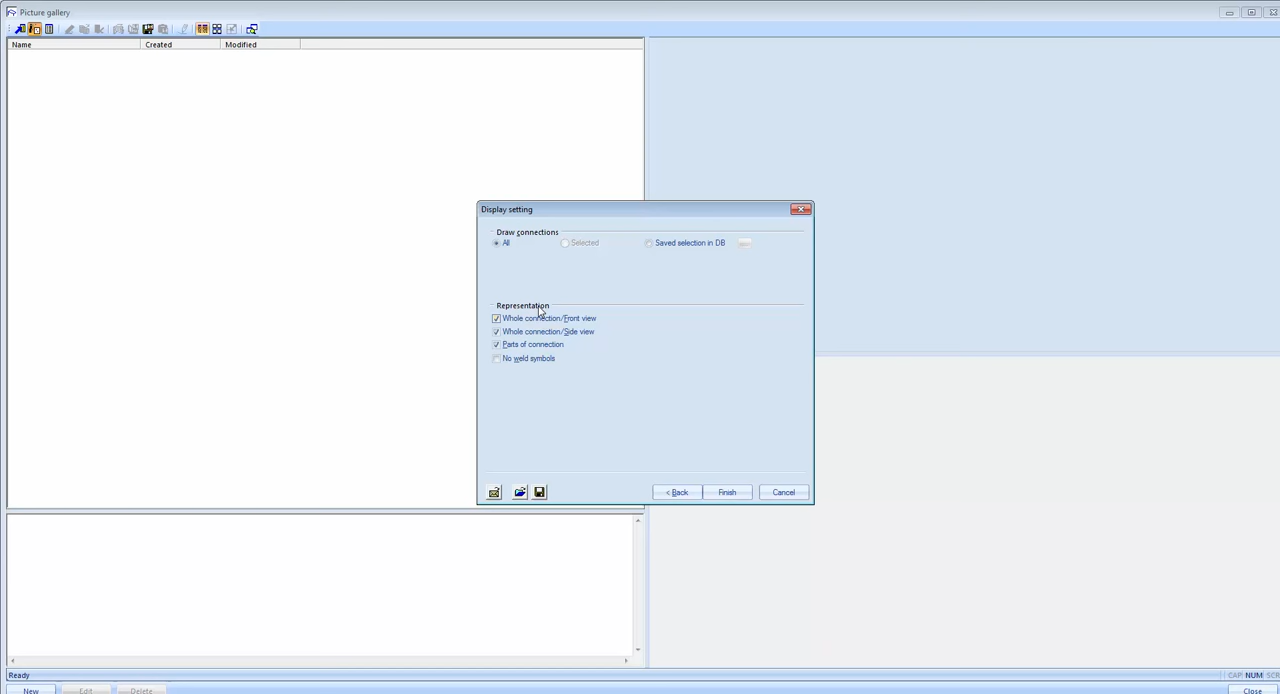 Picture gallery
Name Created Modified
Display setting
Draw connections
All Selected Saved selection in DB
Representation
Whole connection/Front view
Whole connection/Side view
Parts of connection
No weld symbols
< Back Finish Cancel
Ready CAP NUM SCR
New Edit Delete Close